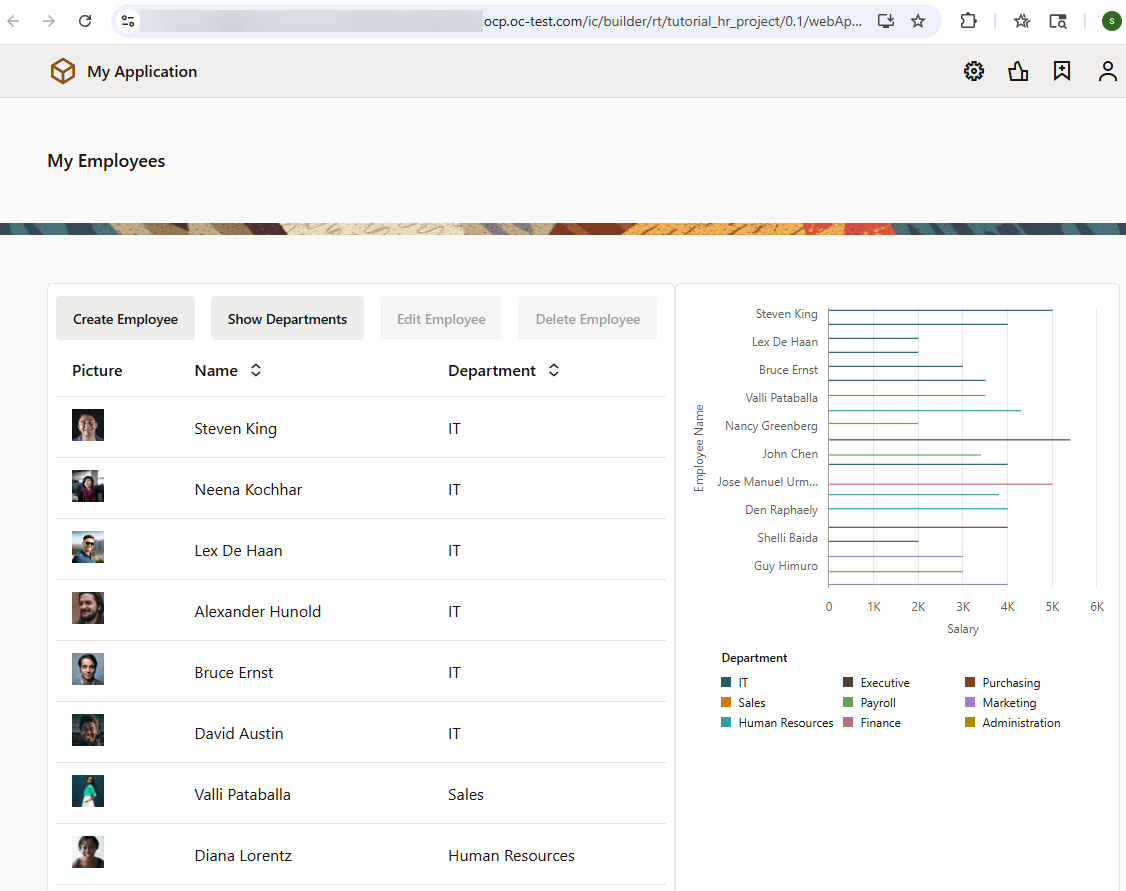 ocp.oc-test.com/ic/builder/rt/tutorial_hr_project/0.1/webAp...
S
My Application
My Employees
Create Employee Show Departments Edit Employee Delete Employee
Picture Name Department
Steven King IT
Neena Kochhar IT
Lex De Haan IT
Alexander Hunold IT
Bruce Ernst IT
David Austin IT
Valli Pataballa Sales
Diana Lorentz Human Resources
Employee Name
Steven King
Lex De Haan
Bruce Ernst
Valli Pataballa
Nancy Greenberg
John Chen
Jose Manuel Urm...
Den Raphaely
Shelli Baida
Guy Himuro
0 1K 2K 3K 4K 5K 6K
Salary
Department
IT Executive Purchasing
Sales Payroll Marketing
Human Resources Finance Administration